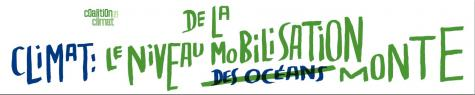 Coalition
climat
CLIMAT: LE NIVEAU DE LA MOBILISATION
DES OCÉANS MONTE